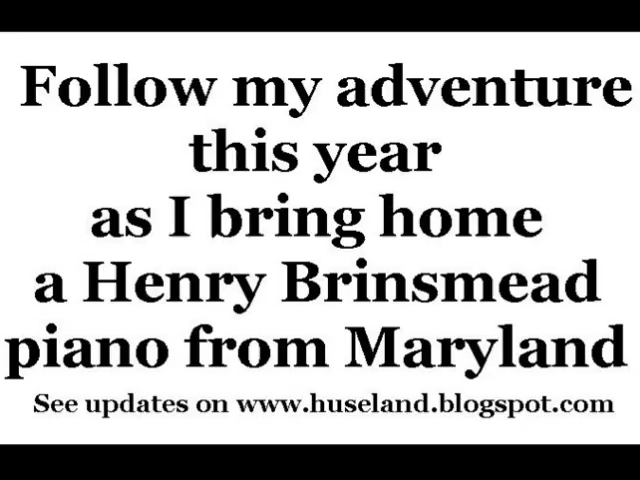 Follow my adventure
this year
as I bring home
a Henry Brinsmead
piano from Maryland
See updates on www.huseland.blogspot.com